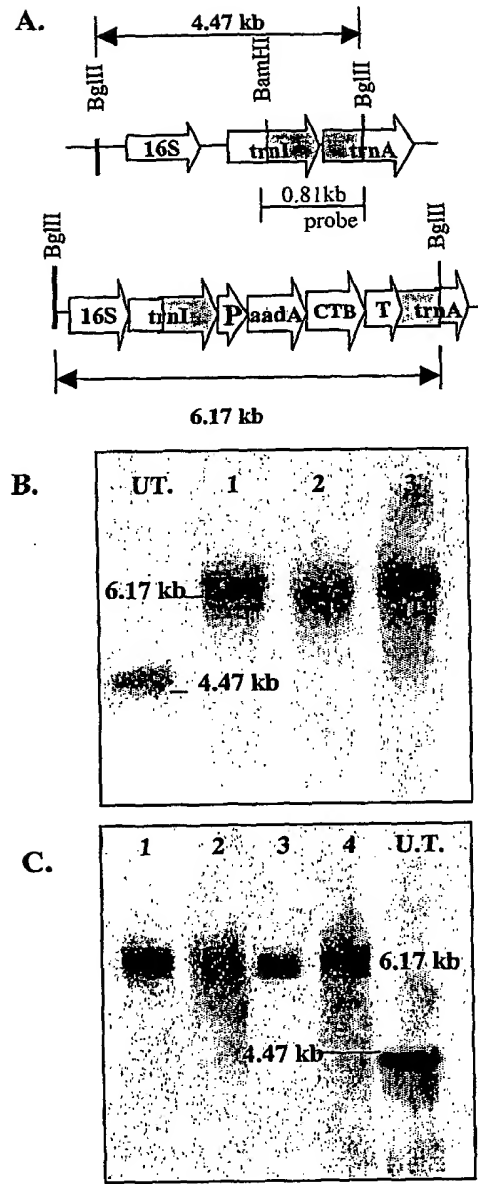 A.
4.47 kb
BglII
BamHI
BglII
16S
trnI
trnA
0.81kb
probe
BglII
BglII
16S
trnI
P
aadA
CTB
T
trnA
6.17 kb
B.
UT.
1
2
3
6.17 kb
4.47 kb
C.
1
2
3
4
U.T.
6.17 kb
4.47 kb